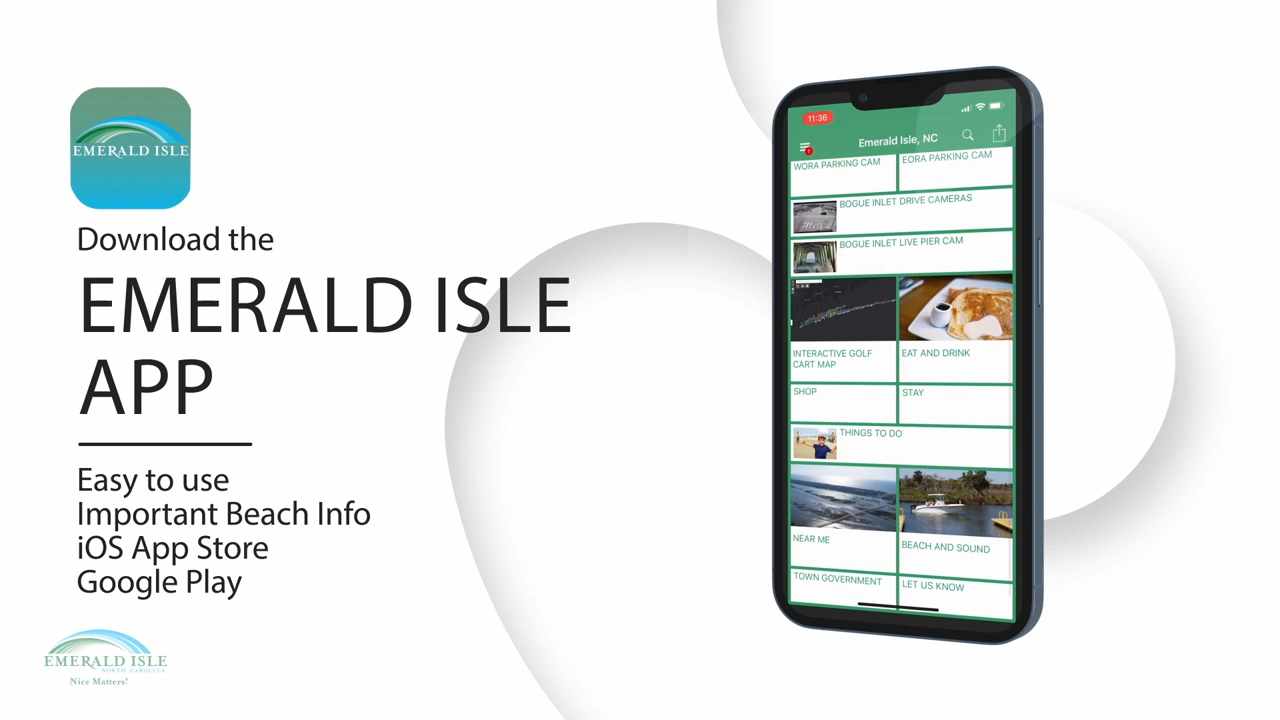 EMERALD ISLE
Download the
EMERALD ISLE
APP
Easy to use
Important Beach Info
iOS App Store
Google Play
EMERALD ISLE
NORTH CAROLINA
Nice Matters!
11:36
Emerald Isle, NC
1
WORA PARKING CAM
EORA PARKING CAM
BOGUE INLET DRIVE CAMERAS
BOGUE INLET LIVE PIER CAM
INTERACTIVE GOLF
CART MAP
EAT AND DRINK
SHOP
STAY
THINGS TO DO
NEAR ME
BEACH AND SOUND
TOWN GOVERNMENT
LET US KNOW